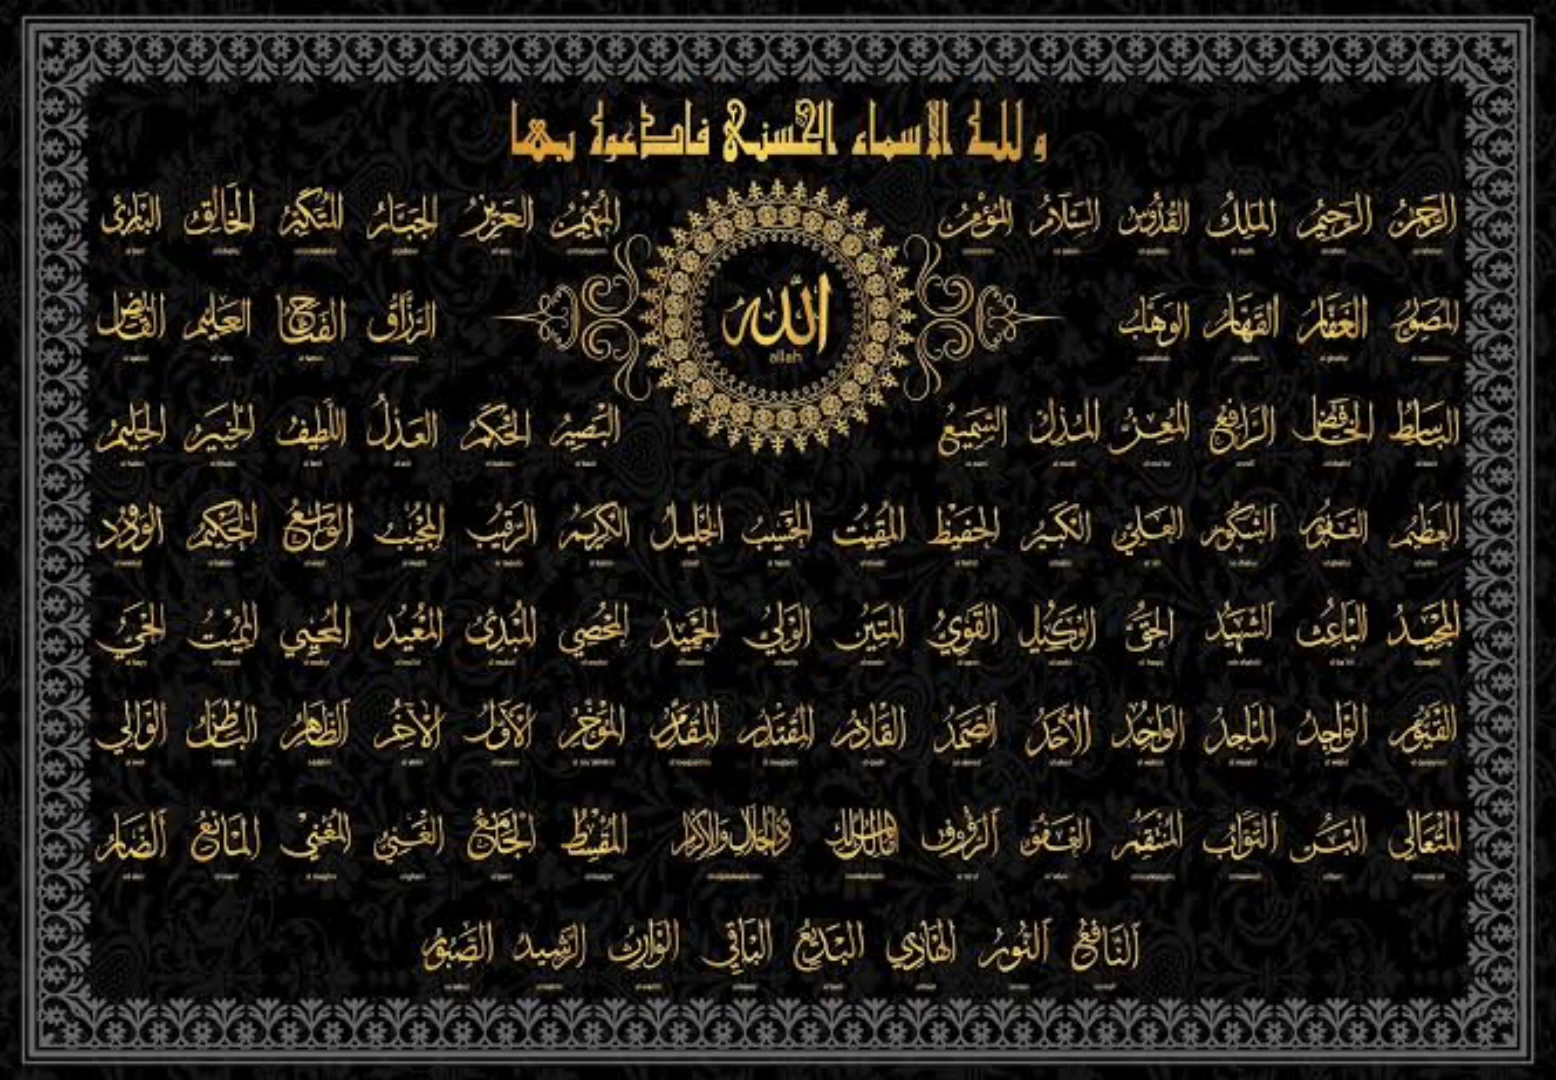 و لله الاسماء الحسنى فادعوه بها
الرحمن الرحيم الملك القدوس السلام المؤمن المهيمن العزيز الجبار المتكبر الخالق البارئ
الله
allah
المصور الغفار القهار الوهاب الرزاق الفتاح العليم القابض
الباسط الخافض الرافع المعز المذل السميع البصير الحكم العدل اللطيف الخبير الحليم
العظيم الغفور الشكور العلي الكبير الحفيظ المقيت الحسيب الجليل الكريم الرقيب المجيب الواسع الحكيم الودود
المجيد الباعث الشهيد الحق الوكيل القوي المتين الولي الحميد المحصي المبدئ المعيد المحيي المميت الحي
القيوم الواجد الماجد الواحد الأحد الصمد القادر المقتدر المقدم المؤخر الأول الآخر الظاهر الباطن الوالي
المتعالي البر التواب المنتقم العفو الرؤوف مالك الملك ذو الجلال والإكرام المقسط الجامع الغني المغني المانع الضار
النافع النور الهادي البديع الباقي الوارث الرشيد الصبور